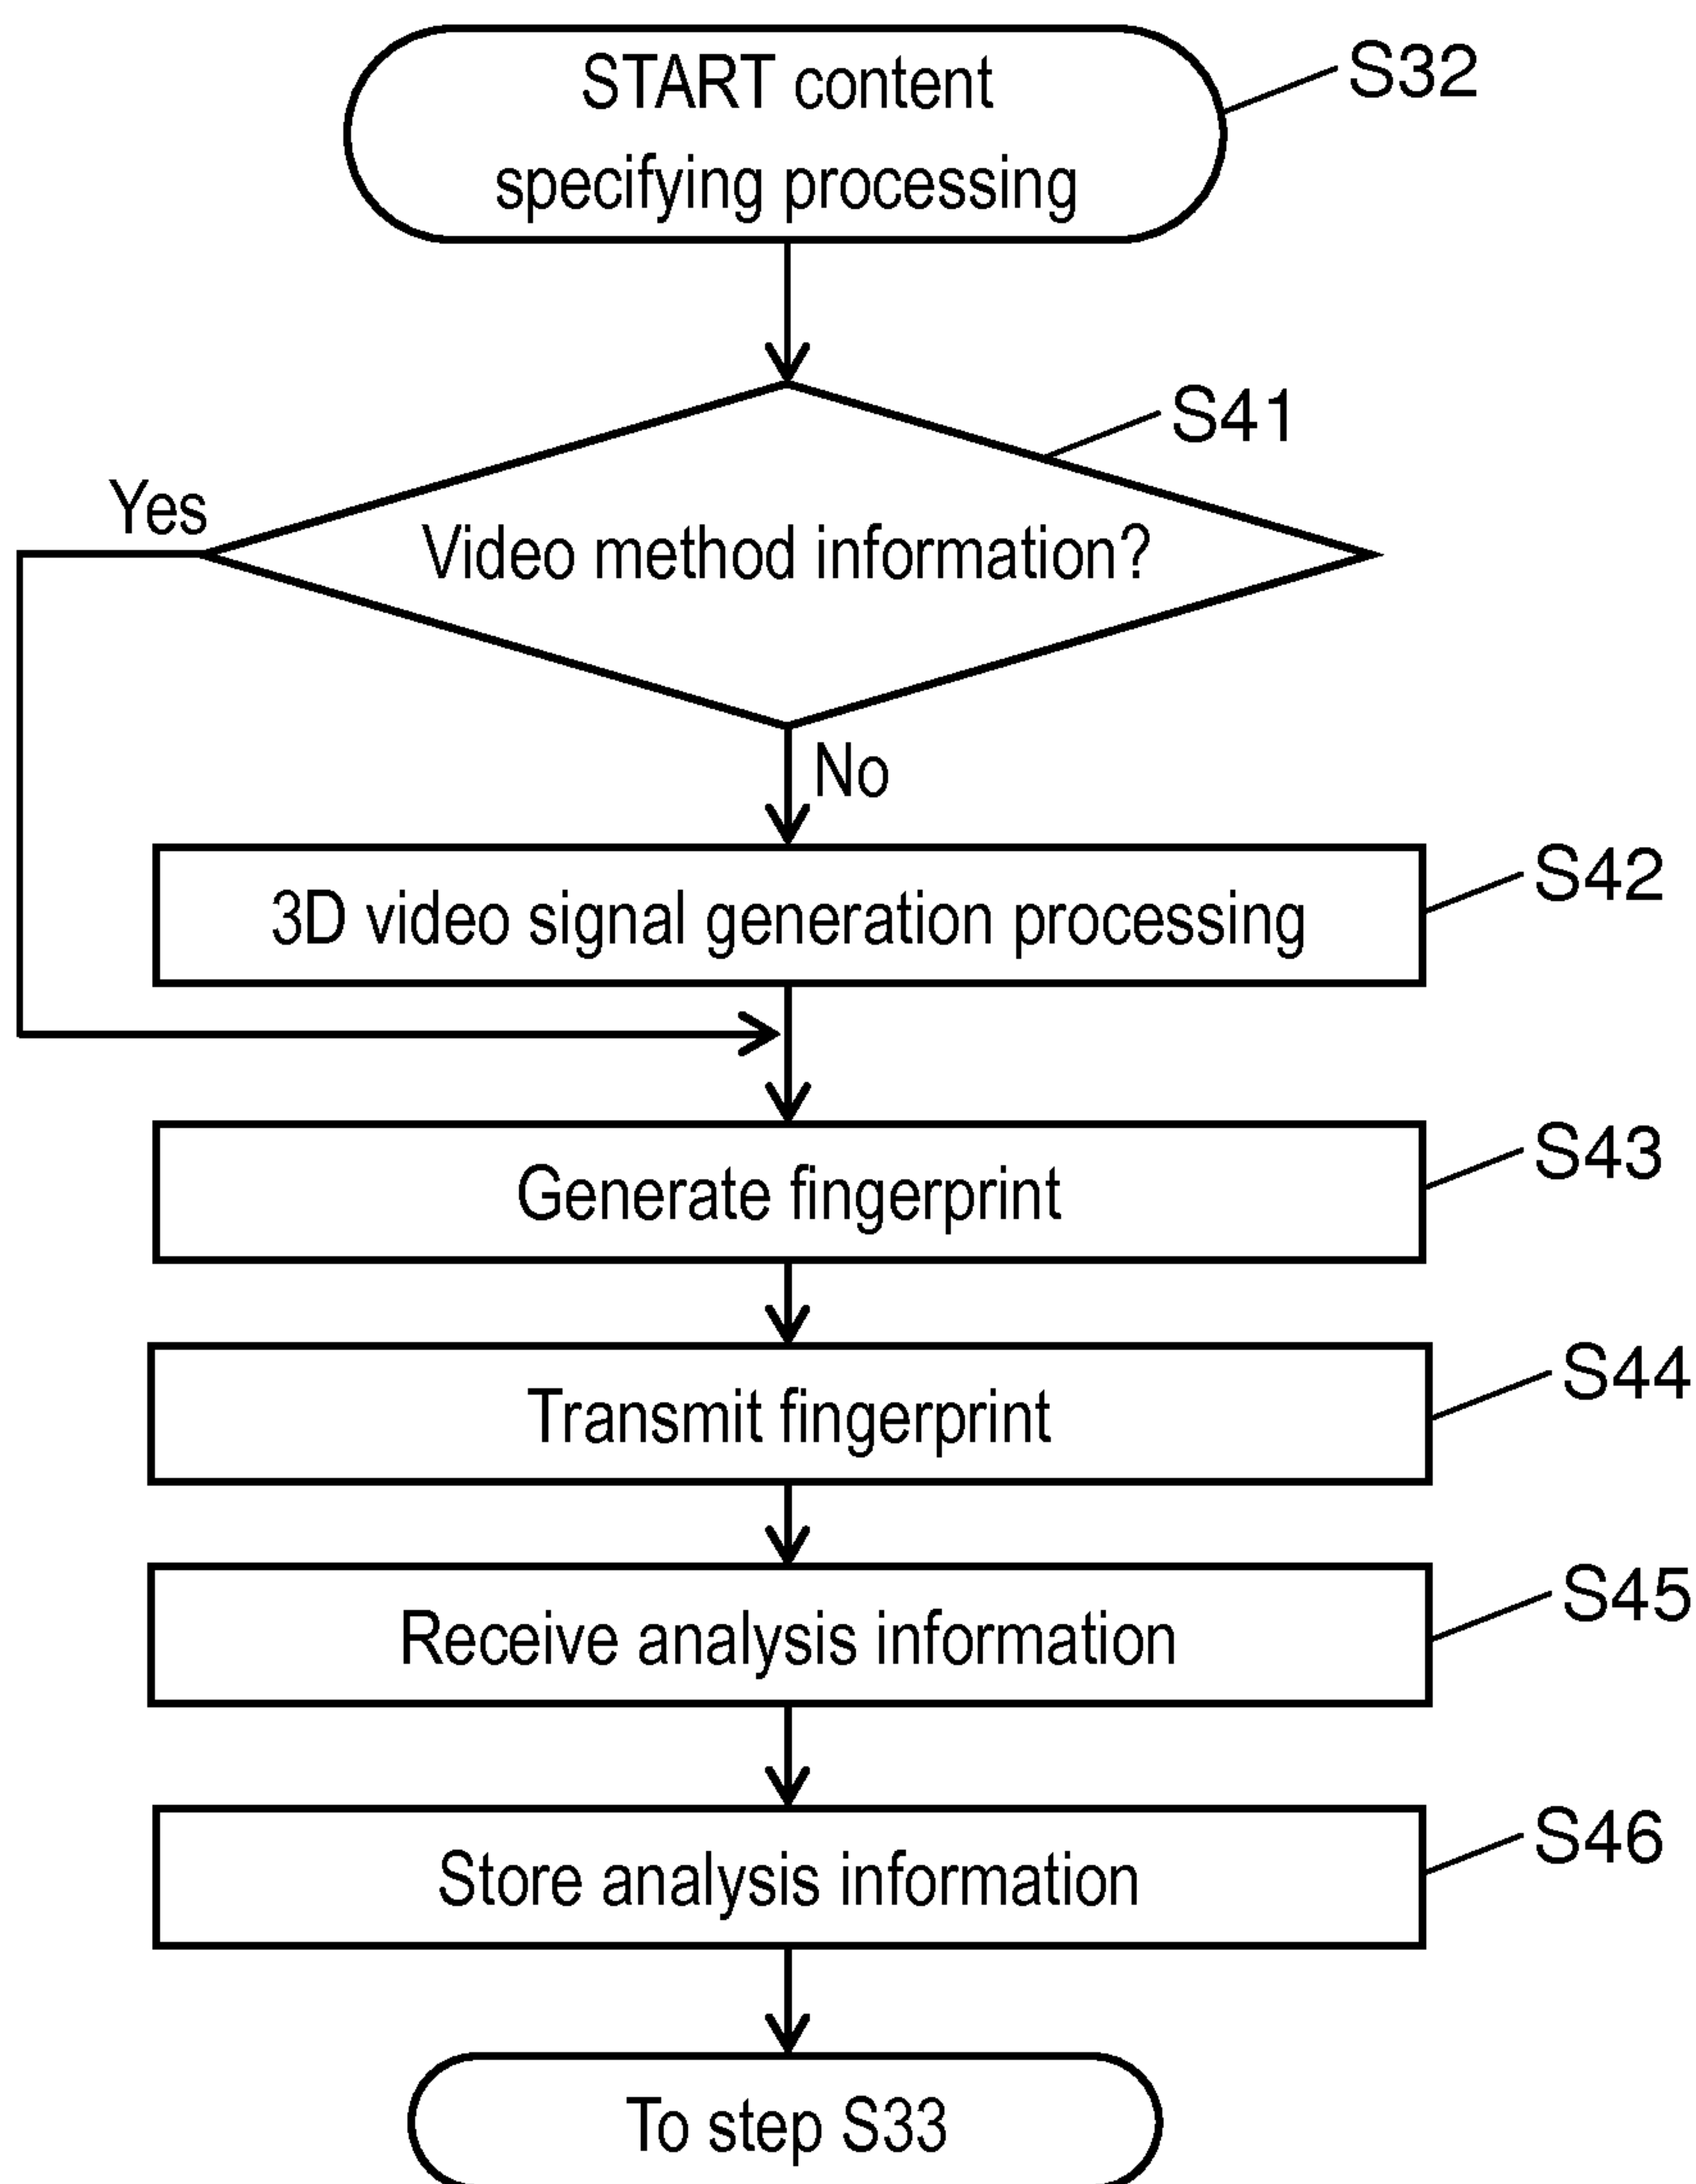 START content
specifying processing
S32
S41
Yes
Video method information?
No
S42
3D video signal generation processing
S43
Generate fingerprint
S44
Transmit fingerprint
S45
Receive analysis information
S46
Store analysis information
To step S33